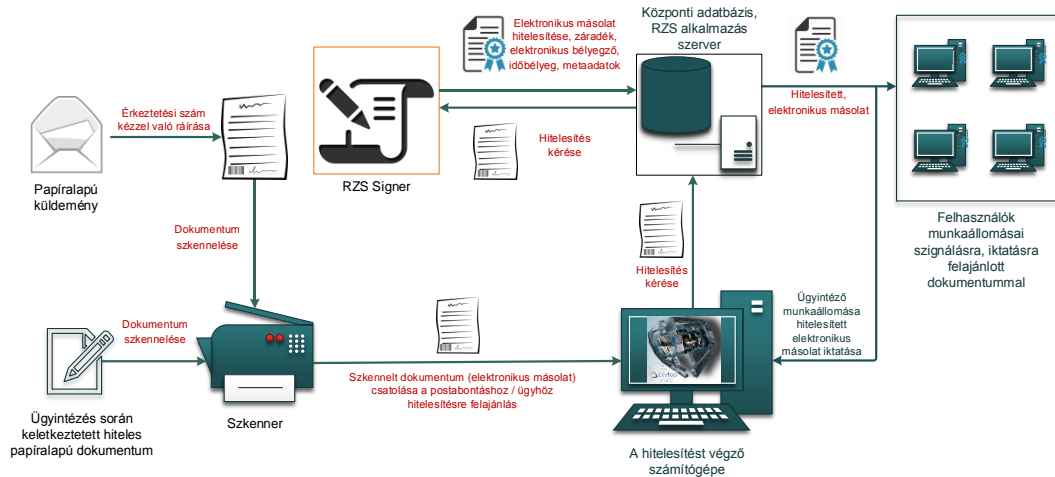 Érkeztetési szám
kézzel való ráírása
Papíralapú
küldemény
RZS Signer
Elektronikus másolat
hitelesítése, záradék,
elektronikus bélyegző,
időbélyeg, metaadatok
Hitelesítés
kérése
Központi adatbázis,
RZS alkalmazás
szerver
Hitelesített,
elektronikus másolat
Felhasználók
munkaállomásai
szignálásra, iktatásra
felajánlott
dokumentummal
Dokumentum
szkennelése
Dokumentum
szkennelése
Ügyintézés során
keletkeztetett hiteles
papíralapú dokumentum
Szkenner
Szkennelt dokumentum (elektronikus másolat)
csatolása a postabontáshoz / ügyhöz
hitelesítésre felajánlás
Hitelesítés
kérése
A hitelesítést végző
számítógépe
Ügyintéző
munkaállomása
hitelesített
elektronikus
másolat iktatása